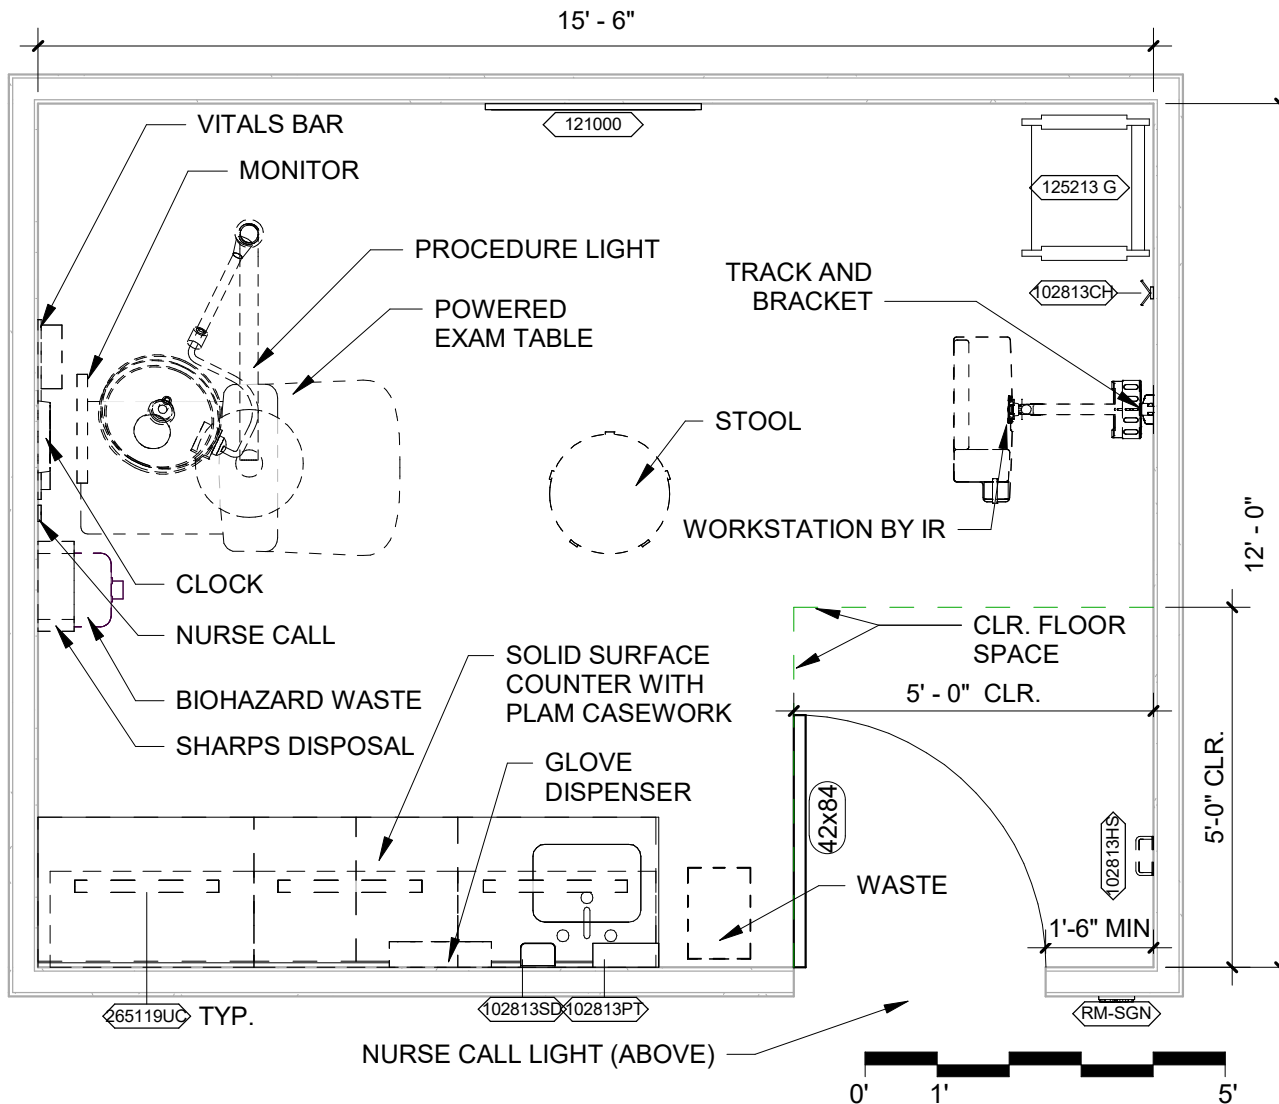 15' - 6"
VITALS BAR
121000
MONITOR
125213 G
PROCEDURE LIGHT
TRACK AND
BRACKET
102813CH
POWERED
EXAM TABLE
STOOL
WORKSTATION BY IR
12' - 0"
CLOCK
NURSE CALL
CLR. FLOOR
SPACE
SOLID SURFACE
COUNTER WITH
PLAM CASEWORK
BIOHAZARD WASTE
5' - 0" CLR.
SHARPS DISPOSAL
GLOVE
DISPENSER
5'-0" CLR.
42x84
102813HS
WASTE
1'-6" MIN
265119UC
TYP.
102813SD
102813PT
RM-SGN
NURSE CALL LIGHT (ABOVE)
0'
1'
5'